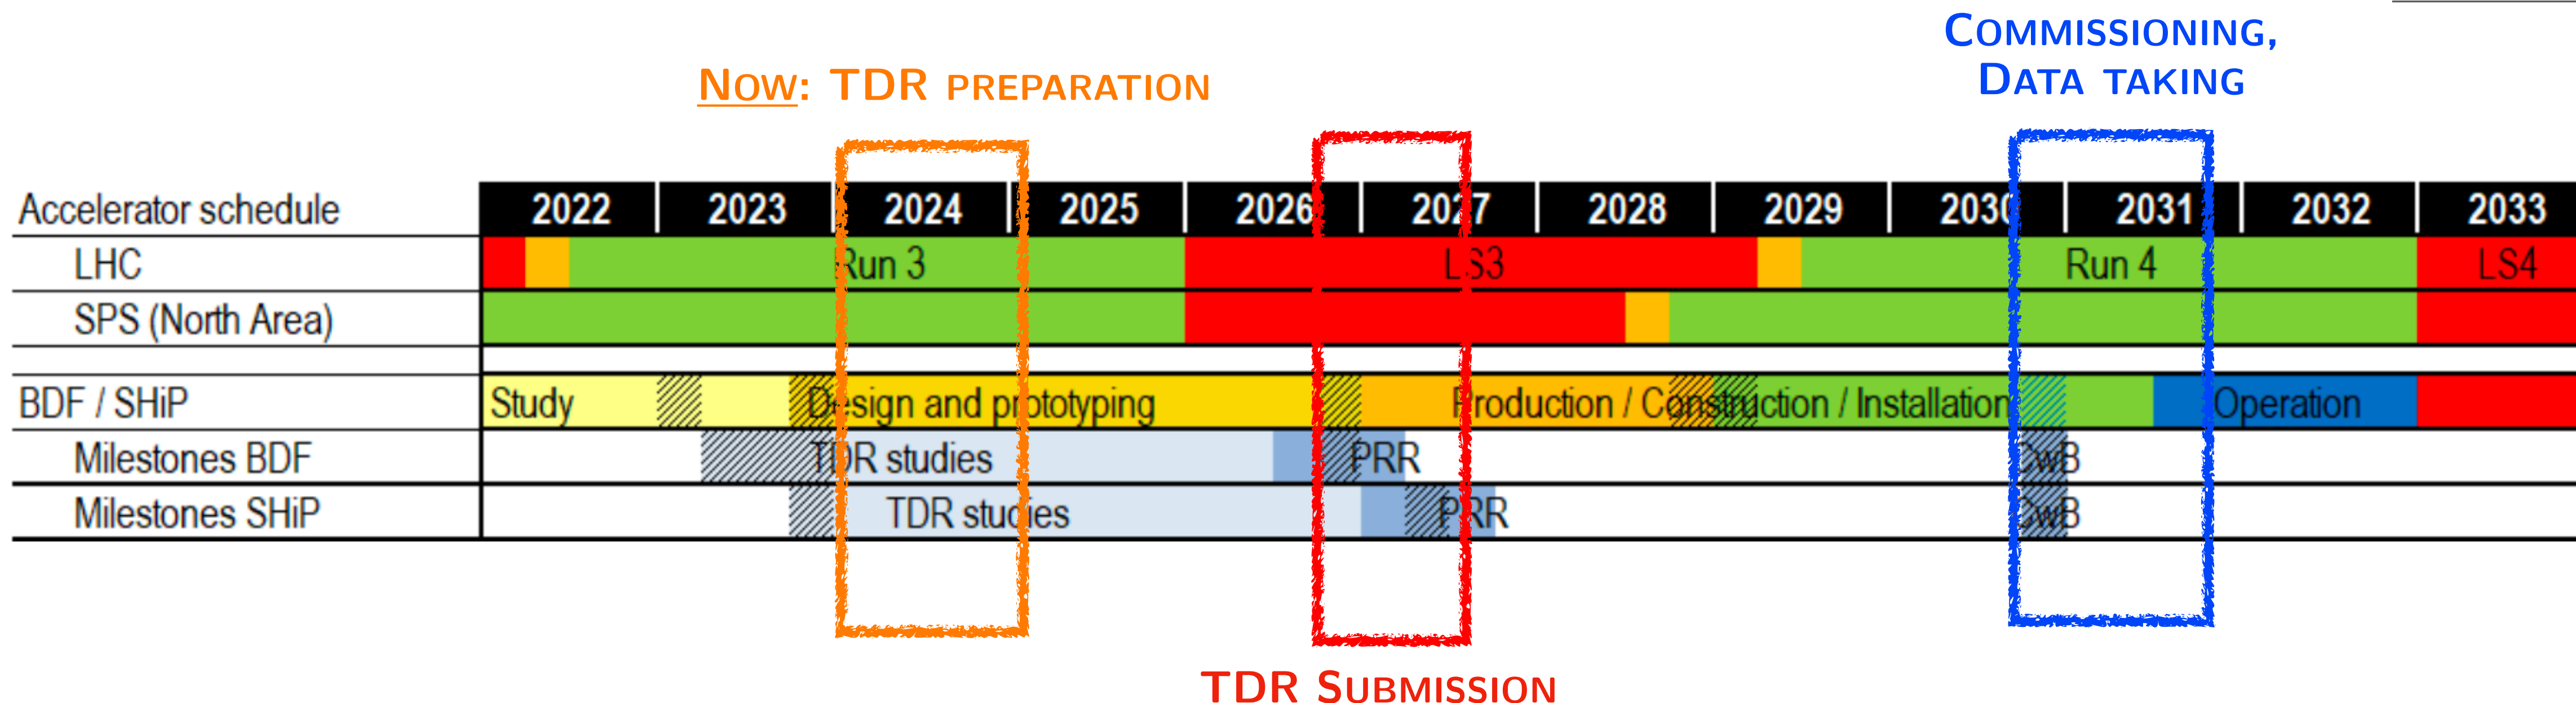 COMMISSIONING,
DATA TAKING
NOW: TDR PREPARATION
Accelerator schedule 2022 2023 2024 2025 2026 2027 2028 2029 2030 2031 2032 2033
LHC Run 3 LS3 Run 4 LS4
SPS (North Area)
BDF / SHiP Study Design and prototyping Production / Construction / Installation Operation
Milestones BDF TDR studies PRR CwB
Milestones SHiP TDR studies PRR CwB
TDR SUBMISSION